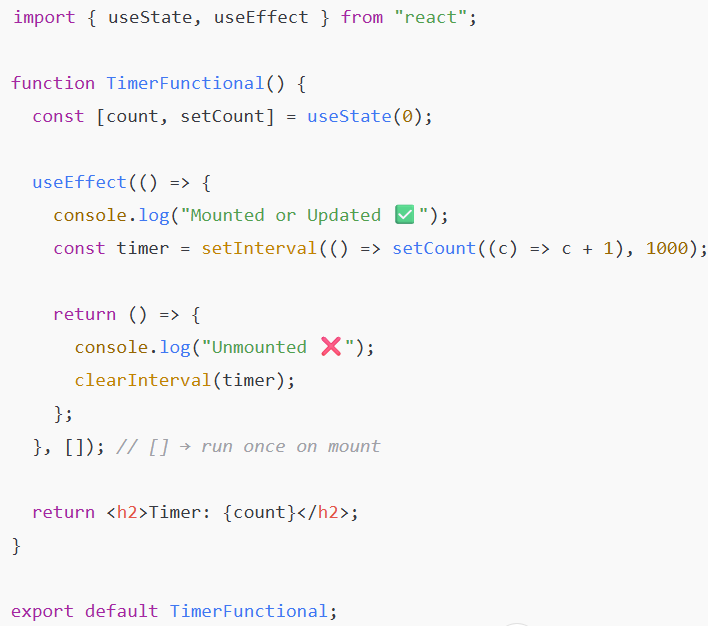 import { useState, useEffect } from "react";
function TimerFunctional() {
const [count, setCount] = useState(0);
useEffect(() => {
console.log("Mounted or Updated ✅");
const timer = setInterval(() => setCount((c) => c + 1), 1000);
return () => {
console.log("Unmounted ❌");
clearInterval(timer);
};
}, []); // [] → run once on mount
return <h2>Timer: {count}</h2>;
}
export default TimerFunctional;